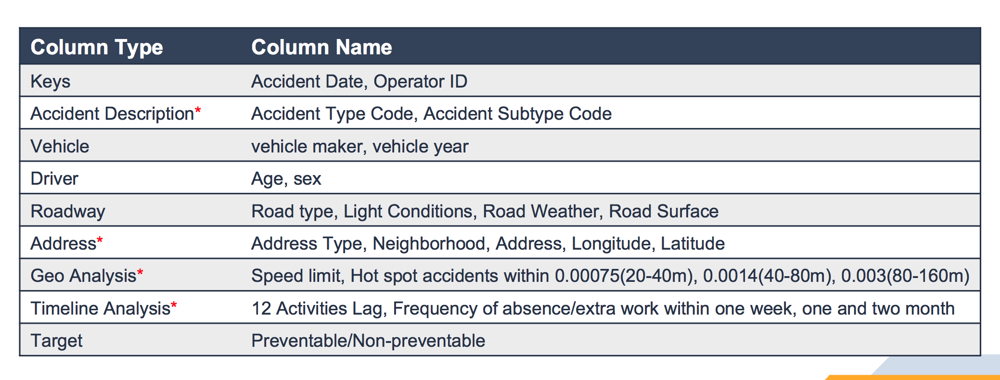 Column Type Column Name
Keys Accident Date, Operator ID
Accident Description* Accident Type Code, Accident Subtype Code
Vehicle vehicle maker, vehicle year
Driver Age, sex
Roadway Road type, Light Conditions, Road Weather, Road Surface
Address* Address Type, Neighborhood, Address, Longitude, Latitude
Geo Analysis* Speed limit, Hot spot accidents within 0.00075(20-40m), 0.0014(40-80m), 0.003(80-160m)
Timeline Analysis* 12 Activities Lag, Frequency of absence/extra work within one week, one and two month
Target Preventable/Non-preventable